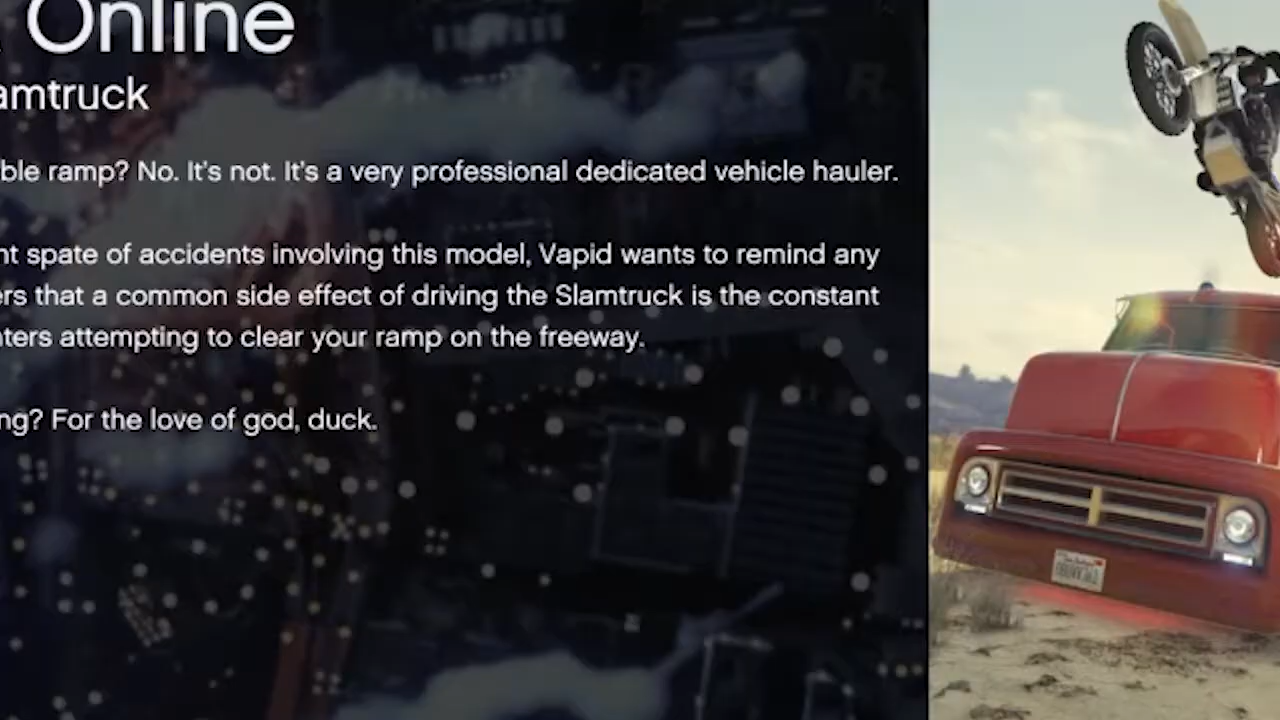 Online
amtruck
ble ramp? No. It's not. It's a very professional dedicated vehicle hauler.
nt spate of accidents involving this model, Vapid wants to remind any
ers that a common side effect of driving the Slamtruck is the constant
nters attempting to clear your ramp on the freeway.
ng? For the love of god, duck.